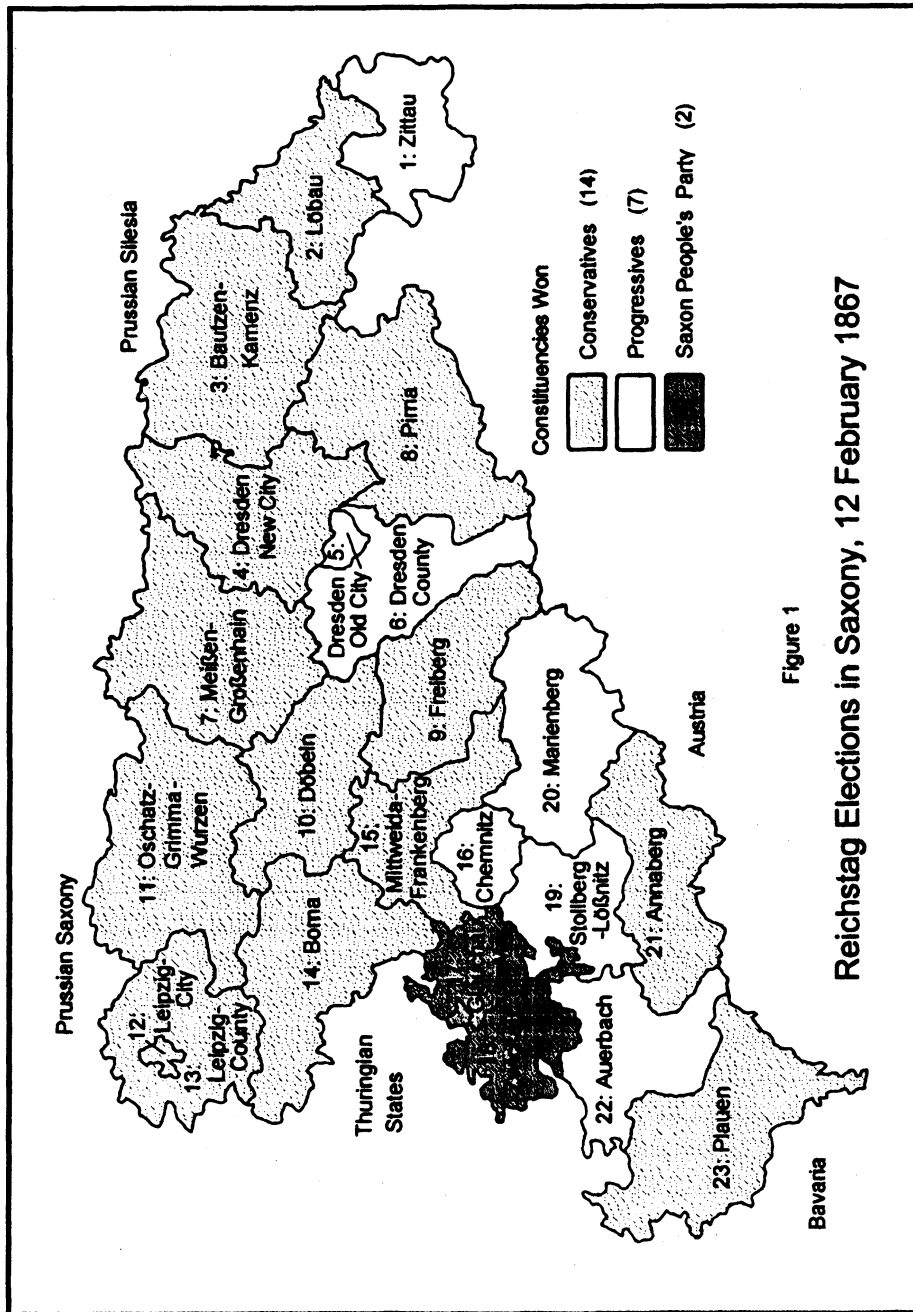 Prussian Saxony
Prussian Silesia
12:
Leipzig-
City
13:
Leipzig-
County
11: Oschatz-
Grimma-
Wurzen
7: Meißen-
Großenhain
4: Dresden
New City
3: Bautzen-
Kamenz
2: Löbau
1: Zittau
14: Borna
10: Döbeln
Dresden
Old City
5:
6: Dresden
County
8: Pirna
15:
Mittweida-
Frankenberg
9: Freiberg
Thuringian
States
16:
Chemnitz
20: Marienberg
19:
Stollberg
-Lößnitz
21: Annaberg
22: Auerbach
23: Plauen
Bavaria
Austria
Constituencies Won
Conservatives (14)
Progressives (7)
Saxon People's Party (2)
Figure 1
Reichstag Elections in Saxony, 12 February 1867